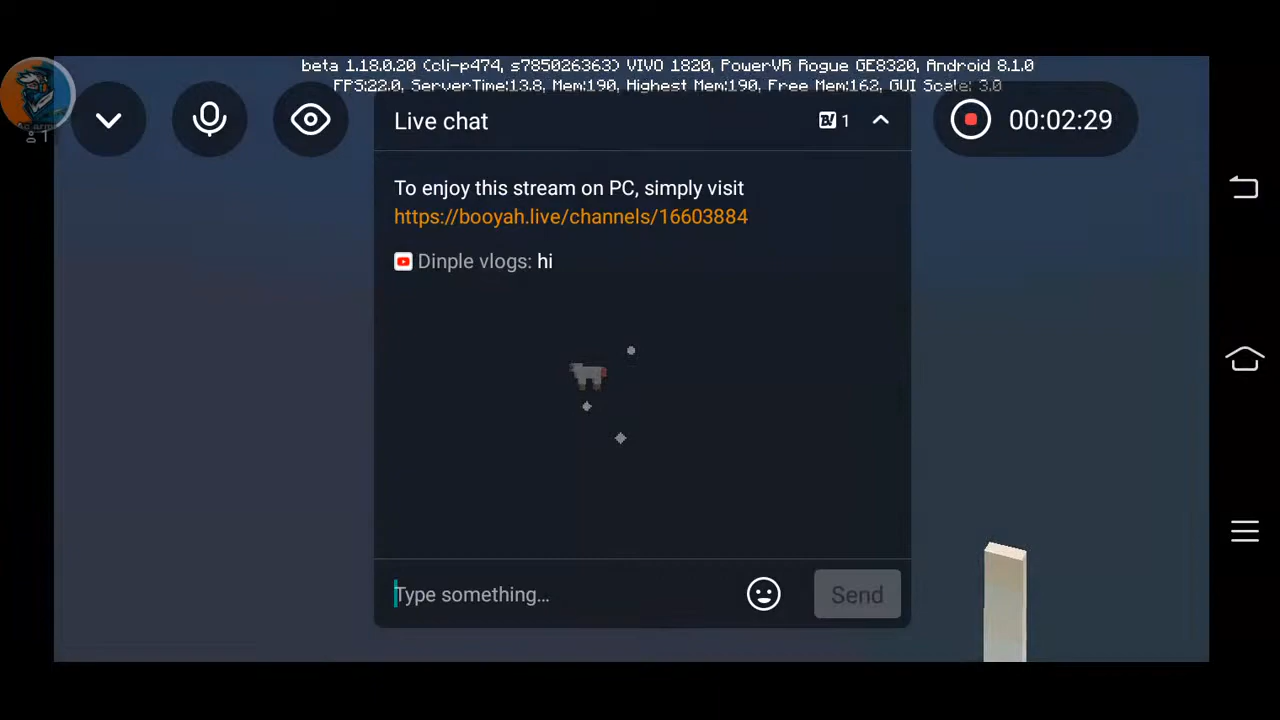 beta 1.18.0.20 (cli-p474, s785026363) VIVO 1820, PowerVR Rogue GE8320, Android 8.1.0
FPS:22.0, ServerTime:13.8, Mem:190, Highest Mem:190, Free Mem:162, GUI Scale: 3.0
Live chat
1
00:02:29
1
To enjoy this stream on PC, simply visit
https://booyah.live/channels/16603884
Dinple vlogs: hi
Type something...
Send